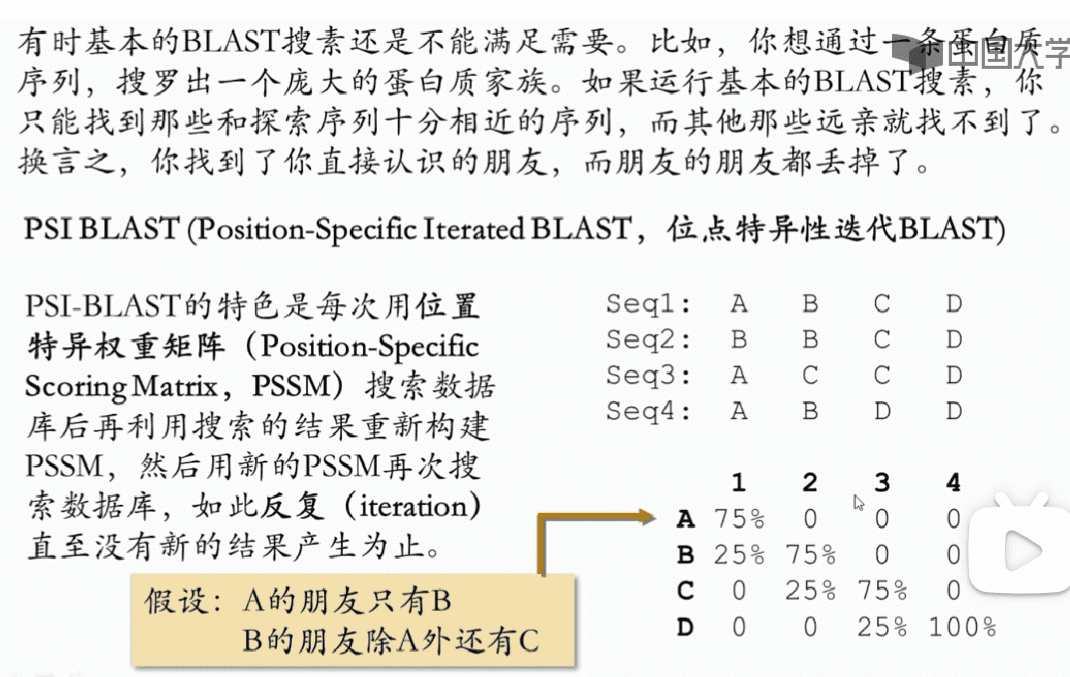 有时基本的BLAST搜素还是不能满足需要。比如，你想通过一条蛋白质
序列，搜罗出一个庞大的蛋白质家族。如果运行基本的BLAST搜素，你
只能找到那些和探索序列十分相近的序列，而其他那些远亲就找不到了。
换言之，你找到了你直接认识的朋友，而朋友的朋友都丢掉了。
中国大学
PSI BLAST (Position-Specific Iterated BLAST，位点特异性迭代BLAST)
PSI-BLAST的特色是每次用位置
特异权重矩阵（Position-Specific
Scoring Matrix，PSSM）搜索数据
库后再利用搜索的结果重新构建
PSSM，然后用新的PSSM再次搜
索数据库，如此反复（iteration）
直至没有新的结果产生为止。
假设：A的朋友只有B
B的朋友除A外还有C
Seq1: A B C D
Seq2: B B C D
Seq3: A C C D
Seq4: A B D D
1 2 3 4
A 75% 0 0 0
B 25% 75% 0 0
C 0 25% 75% 0
D 0 0 25% 100%